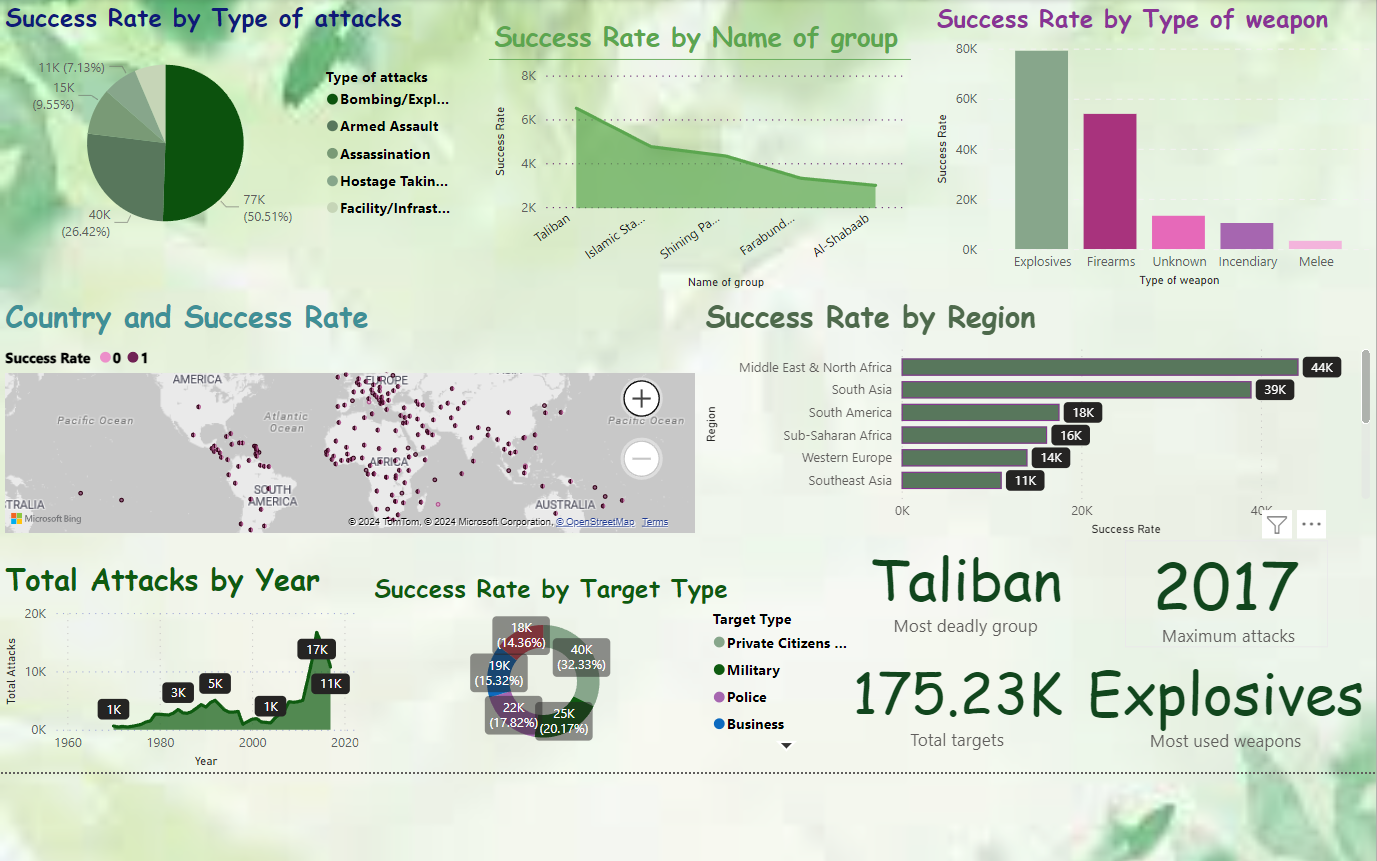 Success Rate by Type of attacks
11K (7.13%)
15K
(9.55%)
40K
(26.42%)
77K
(50.51%)
Type of attacks
Bombing/Expl...
Armed Assault
Assassination
Hostage Takin...
Facility/Infrast...
Success Rate by Name of group
Success Rate
8K
6K
4K
2K
Taliban
Islamic Sta...
Shining Pa...
Farabund...
Al-Shabaab
Name of group
Success Rate by Type of weapon
Success Rate
80K
60K
40K
20K
0K
Explosives
Firearms
Unknown
Incendiary
Melee
Type of weapon
Country and Success Rate
Success Rate 0 1
AMERICA
EUROPE
Pacific Ocean
Atlantic
Ocean
Pacific Ocean
AFRICA
SOUTH
AMERICA
STRALIA
AUSTRALIA
Microsoft Bing
© 2024 TomTom, © 2024 Microsoft Corporation, © OpenStreetMap Terms
Success Rate by Region
Region
Middle East & North Africa 44K
South Asia 39K
South America 18K
Sub-Saharan Africa 16K
Western Europe 14K
Southeast Asia 11K
0K
20K
40K
Success Rate
Total Attacks by Year
Total Attacks
20K
10K
0K
1K
3K
5K
1K
17K
11K
1960
1980
2000
2020
Year
Success Rate by Target Type
18K
(14.36%)
40K
(32.33%)
19K
(15.32%)
22K
(17.82%)
25K
(20.17%)
Target Type
Private Citizens ...
Military
Police
Business
Taliban
Most deadly group
2017
Maximum attacks
175.23K
Total targets
Explosives
Most used weapons